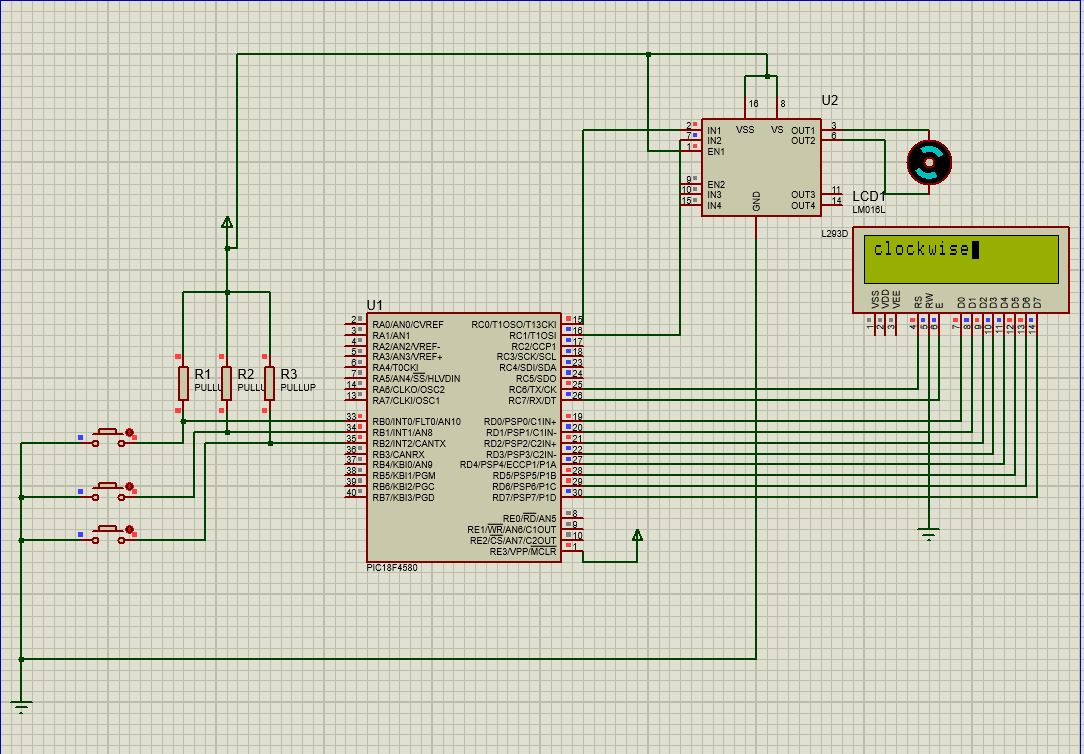 U2
16 8
VSS VS
2 IN1 OUT1 3
7 IN2 OUT2 6
1 EN1
9 EN2
10 IN3 OUT3 11
15 IN4 OUT4 14
GND
L293D
LCD1
LM016L
clockwise
VSS VDD VEE RS RW E D0 D1 D2 D3 D4 D5 D6 D7
1 2 3 4 5 6 7 8 9 10 11 12 13 14
R1 R2 R3
PULLU PULLU PULLUP
U1
2 RA0/AN0/CVREF RC0/T1OSO/T13CKI 15
3 RA1/AN1 RC1/T1OSI 16
4 RA2/AN2/VREF- RC2/CCP1 17
5 RA3/AN3/VREF+ RC3/SCK/SCL 18
6 RA4/T0CKI RC4/SDI/SDA 23
7 RA5/AN4/SS/HLVDIN RC5/SDO 24
14 RA6/CLKO/OSC2 RC6/TX/CK 25
13 RA7/CLKI/OSC1 RC7/RX/DT 26
33 RB0/INT0/FLT0/AN10 RD0/PSP0/C1IN+ 19
34 RB1/INT1/AN8 RD1/PSP1/C1IN- 20
35 RB2/INT2/CANTX RD2/PSP2/C2IN+ 21
36 RB3/CANRX RD3/PSP3/C2IN- 22
37 RB4/KBI0/AN9 RD4/PSP4/ECCP1/P1A 27
38 RB5/KBI1/PGM RD5/PSP5/P1B 28
39 RB6/KBI2/PGC RD6/PSP6/P1C 29
40 RB7/KBI3/PGD RD7/PSP7/P1D 30
RE0/RD/AN5 8
RE1/WR/AN6/C1OUT 9
RE2/CS/AN7/C2OUT 10
RE3/VPP/MCLR 1
PIC18F4580